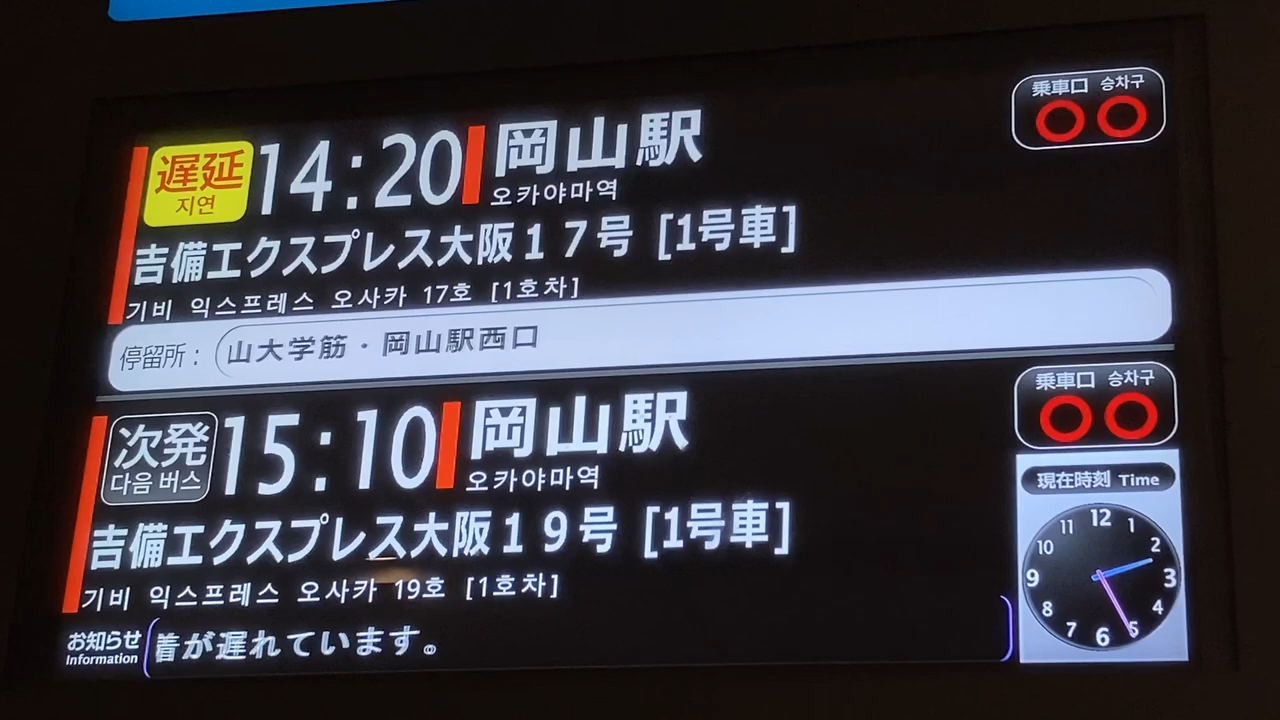 乗車口 승차구
遅延 14:20 岡山駅
지연 오카야마역
吉備エクスプレス大阪１７号 [1号車]
기비 익스프레스 오사카 17호 [1호차]
停留所： 山大学筋・岡山駅西口
乗車口 승차구
次発 15:10 岡山駅
다음 버스 오카야마역
吉備エクスプレス大阪１９号 [1号車]
기비 익스프레스 오사카 19호 [1호차]
現在時刻 Time
12 1 2 3 4 5 6 7 8 9 10 11
お知らせ 着が遅れています。
Information